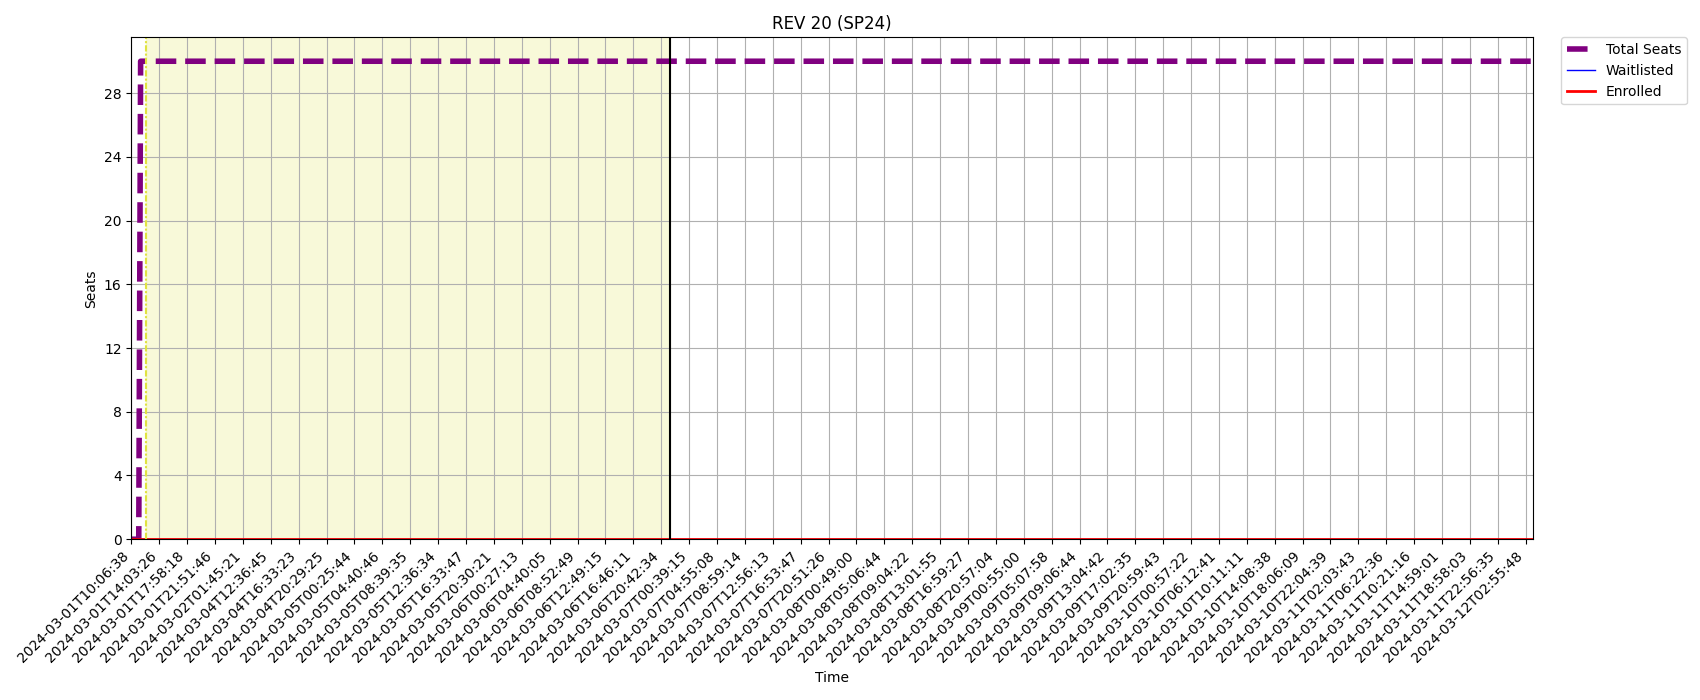 REV 20 (SP24)
Total Seats
Waitlisted
Enrolled
Seats
28
24
20
16
12
8
4
0
2024-03-01T10:06:38
2024-03-01T14:03:26
2024-03-01T17:58:18
2024-03-01T21:51:46
2024-03-02T01:45:21
2024-03-04T12:36:45
2024-03-04T16:33:23
2024-03-04T20:29:25
2024-03-05T00:25:44
2024-03-05T04:40:46
2024-03-05T08:39:35
2024-03-05T12:36:34
2024-03-05T16:33:47
2024-03-05T20:30:21
2024-03-06T00:27:13
2024-03-06T04:40:05
2024-03-06T08:52:49
2024-03-06T12:49:15
2024-03-06T16:46:11
2024-03-06T20:42:34
2024-03-07T00:39:15
2024-03-07T04:55:08
2024-03-07T08:59:14
2024-03-07T12:56:13
2024-03-07T16:53:47
2024-03-07T20:51:26
2024-03-08T00:49:00
2024-03-08T05:06:44
2024-03-08T09:04:22
2024-03-08T13:01:55
2024-03-08T16:59:27
2024-03-08T20:57:04
2024-03-09T00:55:00
2024-03-09T05:07:58
2024-03-09T09:06:44
2024-03-09T13:04:42
2024-03-09T17:02:35
2024-03-09T20:59:43
2024-03-10T00:57:22
2024-03-10T06:12:41
2024-03-10T10:11:11
2024-03-10T14:08:38
2024-03-10T18:06:09
2024-03-10T22:04:39
2024-03-11T02:03:43
2024-03-11T06:22:36
2024-03-11T10:21:16
2024-03-11T14:59:01
2024-03-11T18:58:03
2024-03-11T22:56:35
2024-03-12T02:55:48
Time